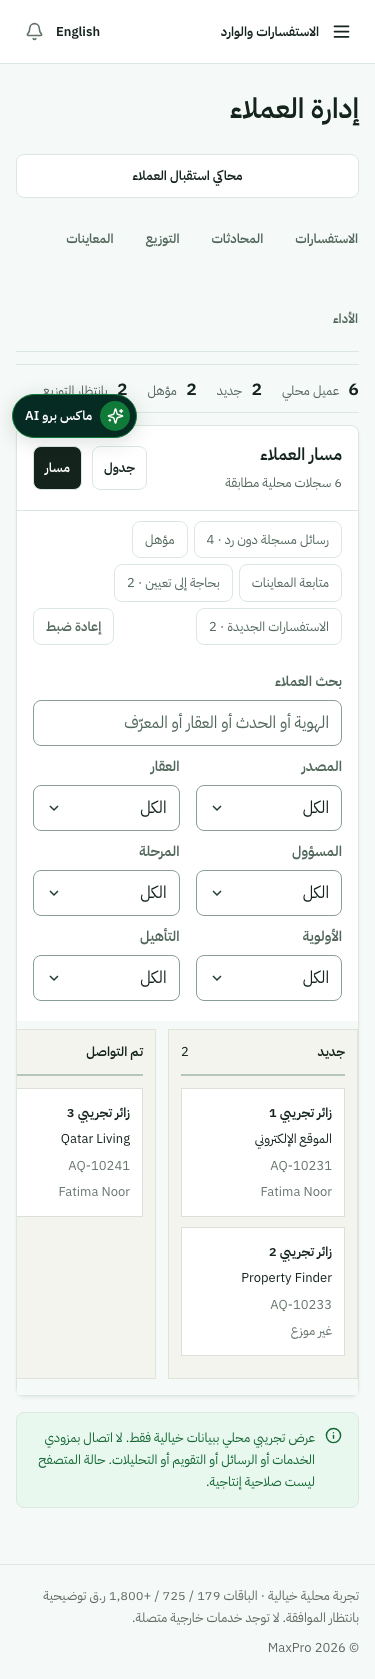 الاستفسارات والوارد
English
إدارة العملاء
محاكي استقبال العملاء
الاستفسارات
المحادثات
التوزيع
المعاينات
الأداء
6 عميل محلي
2 جديد
2 مؤهل
2 بانتظار التوزيع
ماكس برو AI
مسار العملاء
6 سجلات محلية مطابقة
جدول
مسار
رسائل مسجلة دون رد · 4
مؤهل
متابعة المعاينات
بحاجة إلى تعيين · 2
الاستفسارات الجديدة · 2
إعادة ضبط
بحث العملاء
الهوية أو الحدث أو العقار أو المعرّف
المصدر
العقار
الكل
الكل
المسؤول
المرحلة
الكل
الكل
الأولوية
التأهيل
الكل
الكل
جديد
2
زائر تجريبي 1
الموقع الإلكتروني
AQ-10231
Fatima Noor
زائر تجريبي 2
Property Finder
AQ-10233
غير موزع
تم التواصل
زائر تجريبي 3
Qatar Living
AQ-10241
Fatima Noor
عرض تجريبي محلي ببيانات خيالية فقط. لا اتصال بمزودي
الخدمات أو الرسائل أو التقويم أو التحليلات. حالة المتصفح
ليست صلاحية إنتاجية.
تجربة محلية خيالية · الباقات 179 / 725 / +1,800 ر.ق توضيحية
بانتظار الموافقة. لا توجد خدمات خارجية متصلة.
© 2026 MaxPro